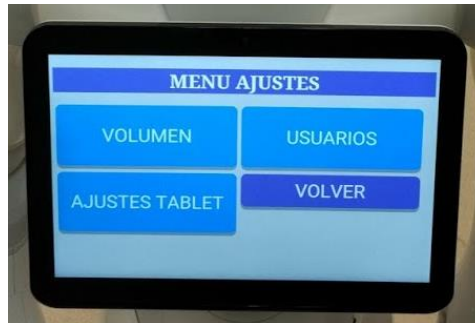 MENU AJUSTES
VOLUMEN
USUARIOS
AJUSTES TABLET
VOLVER